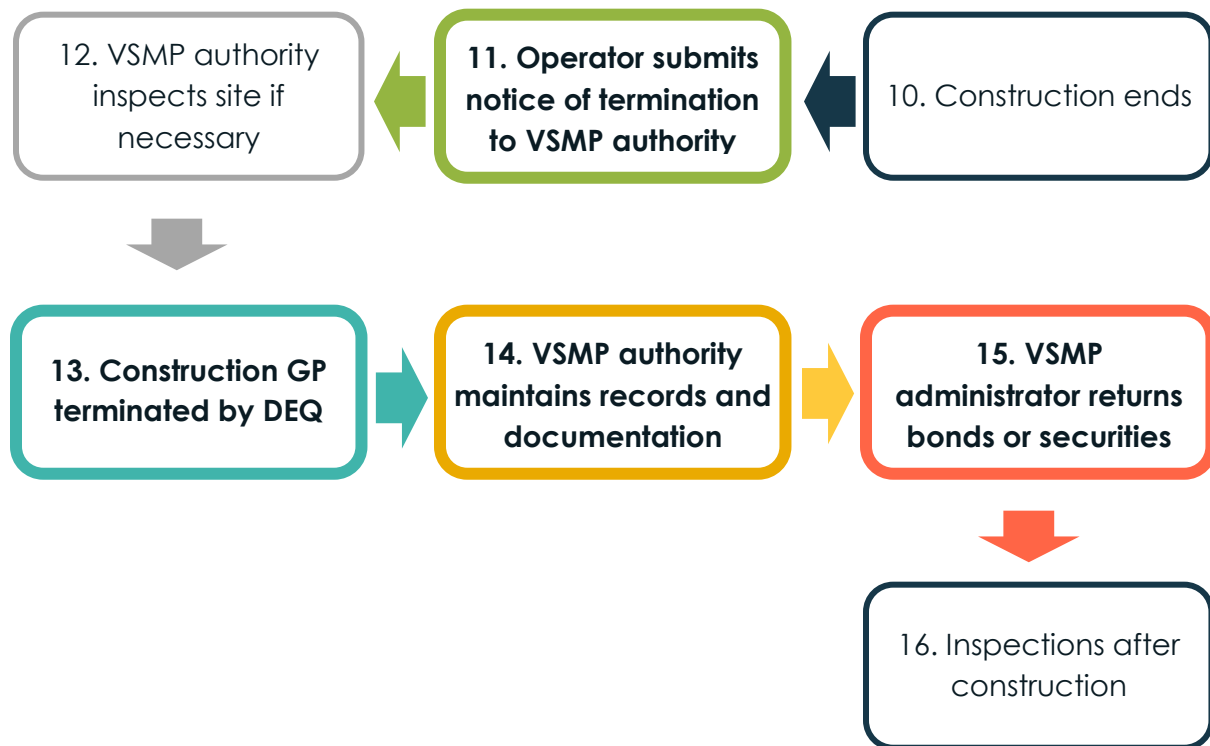 12. VSMP authority
inspects site if
necessary
11. Operator submits
notice of termination
to VSMP authority
10. Construction ends
13. Construction GP
terminated by DEQ
14. VSMP authority
maintains records and
documentation
15. VSMP
administrator returns
bonds or securities
16. Inspections after
construction